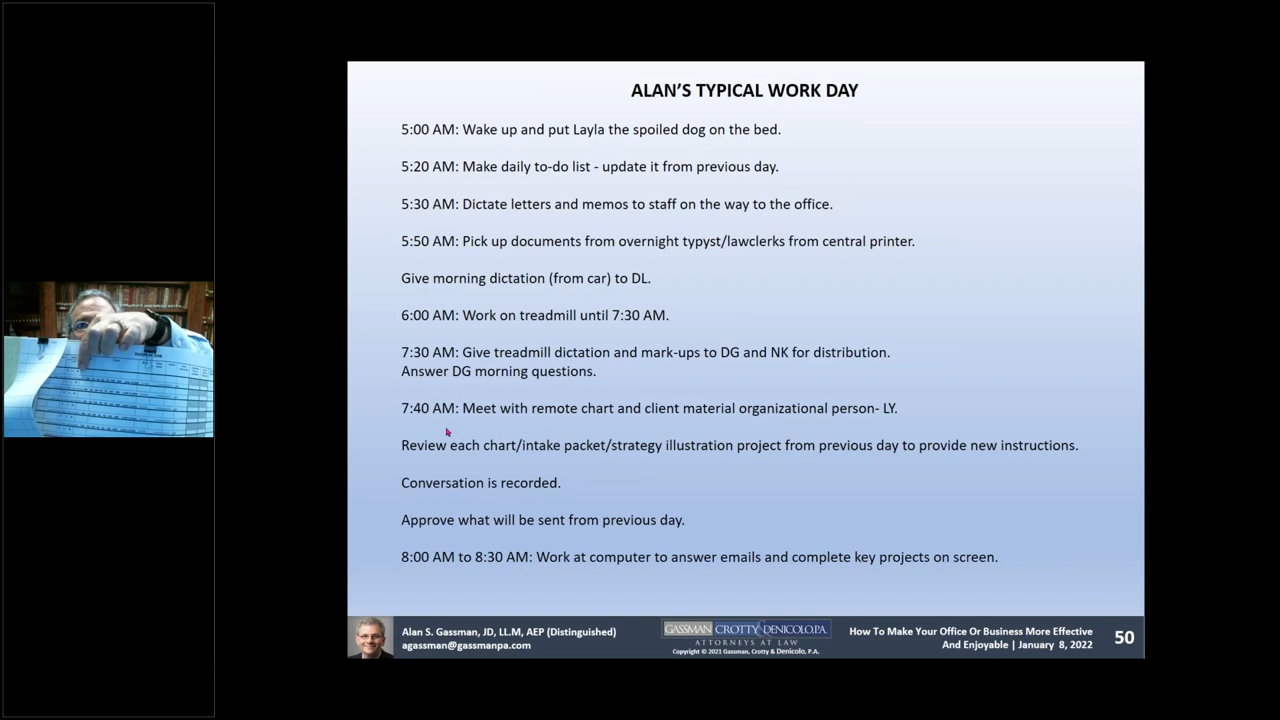 ALAN'S TYPICAL WORK DAY
5:00 AM: Wake up and put Layla the spoiled dog on the bed.
5:20 AM: Make daily to-do list - update it from previous day.
5:30 AM: Dictate letters and memos to staff on the way to the office.
5:50 AM: Pick up documents from overnight typyst/lawclerks from central printer.
Give morning dictation (from car) to DL.
6:00 AM: Work on treadmill until 7:30 AM.
7:30 AM: Give treadmill dictation and mark-ups to DG and NK for distribution.
Answer DG morning questions.
7:40 AM: Meet with remote chart and client material organizational person- LY.
Review each chart/intake packet/strategy illustration project from previous day to provide new instructions.
Conversation is recorded.
Approve what will be sent from previous day.
8:00 AM to 8:30 AM: Work at computer to answer emails and complete key projects on screen.
Alan S. Gassman, JD, LL.M, AEP (Distinguished)
agassman@gassmanpa.com
GASSMAN CROTTY & DENICOLO, P.A.
ATTORNEYS AT LAW
Copyright © 2021 Gassman, Crotty & Denicolo, P.A.
How To Make Your Office Or Business More Effective
And Enjoyable | January 8, 2022
50